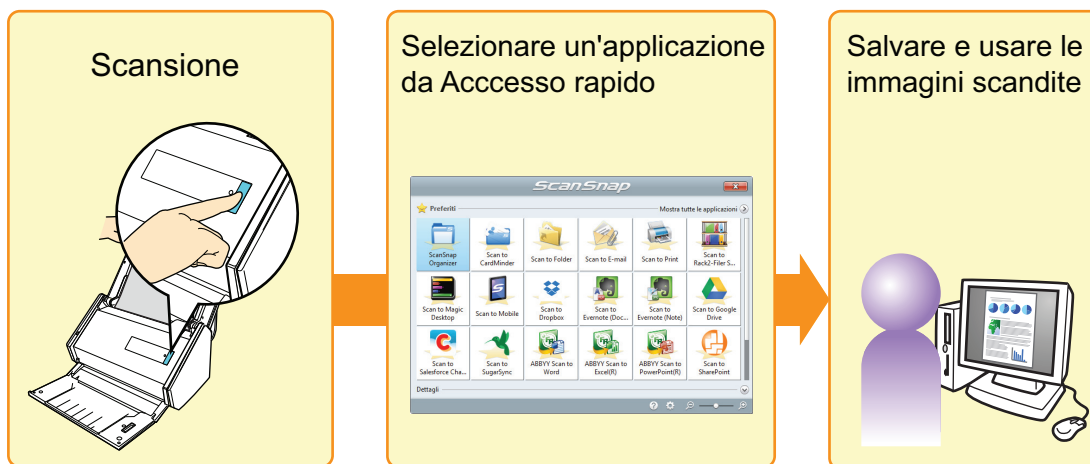 Scansione
Selezionare un'applicazione
da Acccesso rapido
ScanSnap
Preferiti
Mostra tutte le applicazioni
ScanSnap
Organizer
Scan to
CardMinder
Scan to Folder
Scan to E-mail
Scan to Print
Scan to
Rack2-Filer S...
Scan to Magic
Desktop
Scan to Mobile
Scan to
Dropbox
Scan to
Evernote (Doc...
Scan to
Evernote (Note)
Scan to Google
Drive
Scan to
Salesforce Cha...
Scan to
SugarSync
ABBYY Scan to
Word
ABBYY Scan to
Excel(R)
ABBYY Scan to
PowerPoint(R)
Scan to
SharePoint
Dettagli
Salvare e usare le
immagini scandite